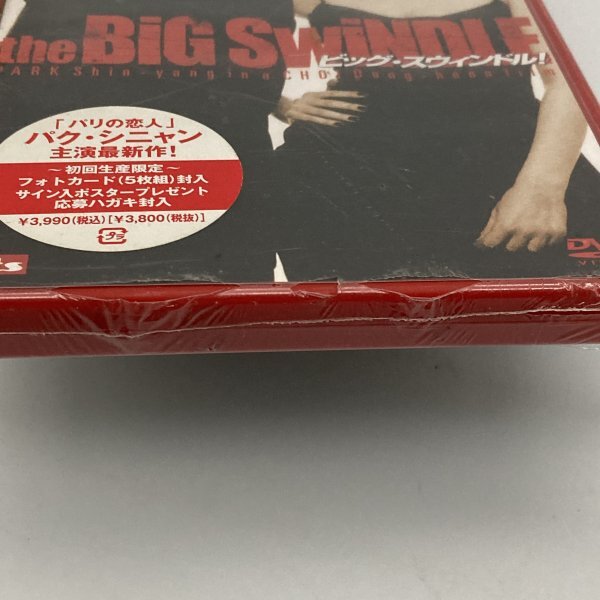 the BiG SWiNDLE
ビッグ・スウィンドル!
PARK Shin-yang in a CHOI Dong-hoon film
「パリの恋人」
パク・シニャン
主演最新作!
～初回生産限定～
フォトカード(5枚組)封入
サイン入ポスタープレゼント
応募ハガキ封入
¥3,990(税込)[¥3,800(税抜)]
プラ